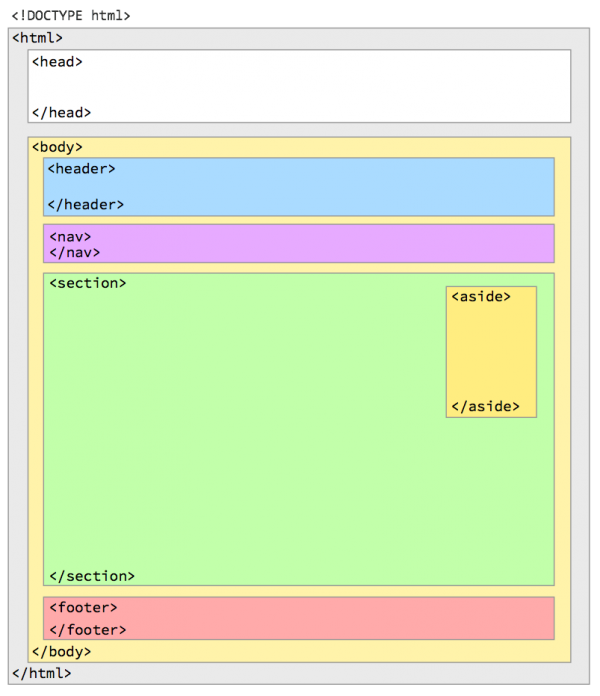 <!DOCTYPE html>
<html>
<head>
</head>
<body>
<header>
</header>
<nav>
</nav>
<section>
<aside>
</aside>
</section>
<footer>
</footer>
</body>
</html>